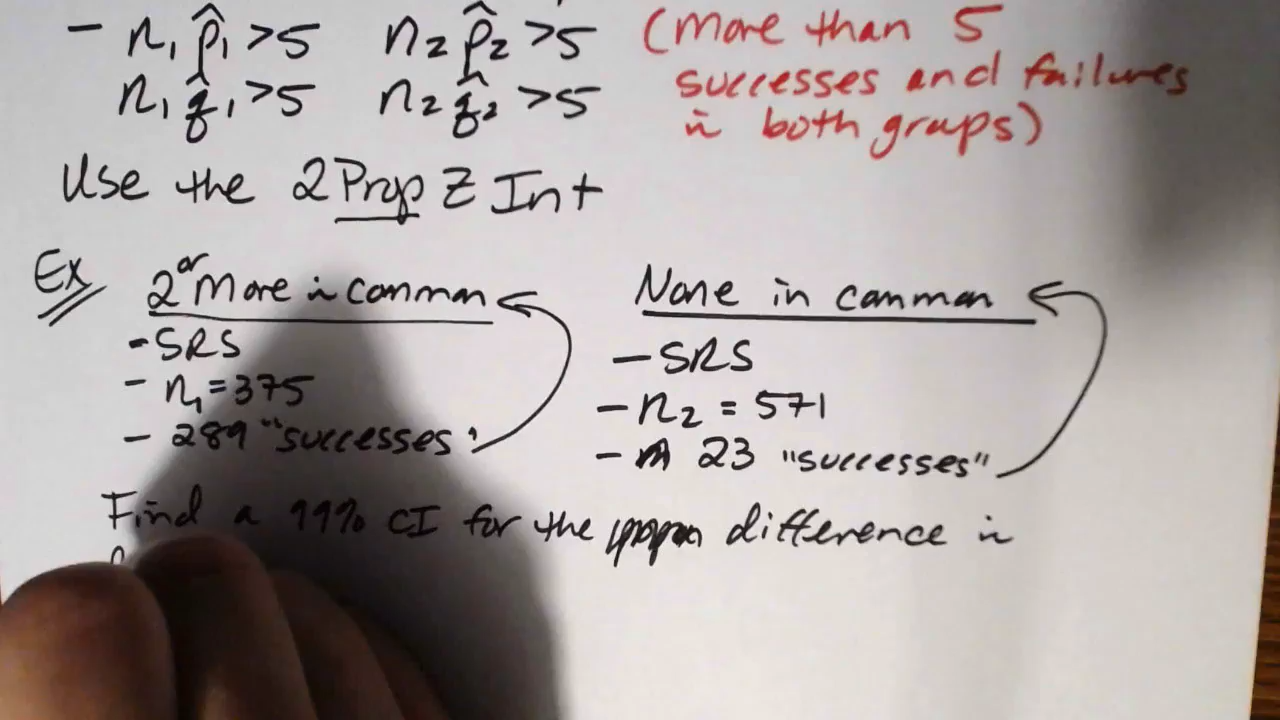 - n₁p̂₁>5 n₂p̂₂>5 (more than 5
n₁q̂₁>5 n₂q̂₂>5 successes and failures
in both groups)
Use the 2 Prop Z Int
Ex 2 or More in common
-SRS
- n₁=375
- 289 "successes"
None in common
-SRS
-n₂ = 571
- 23 "successes"
Find a 99% CI for the difference in